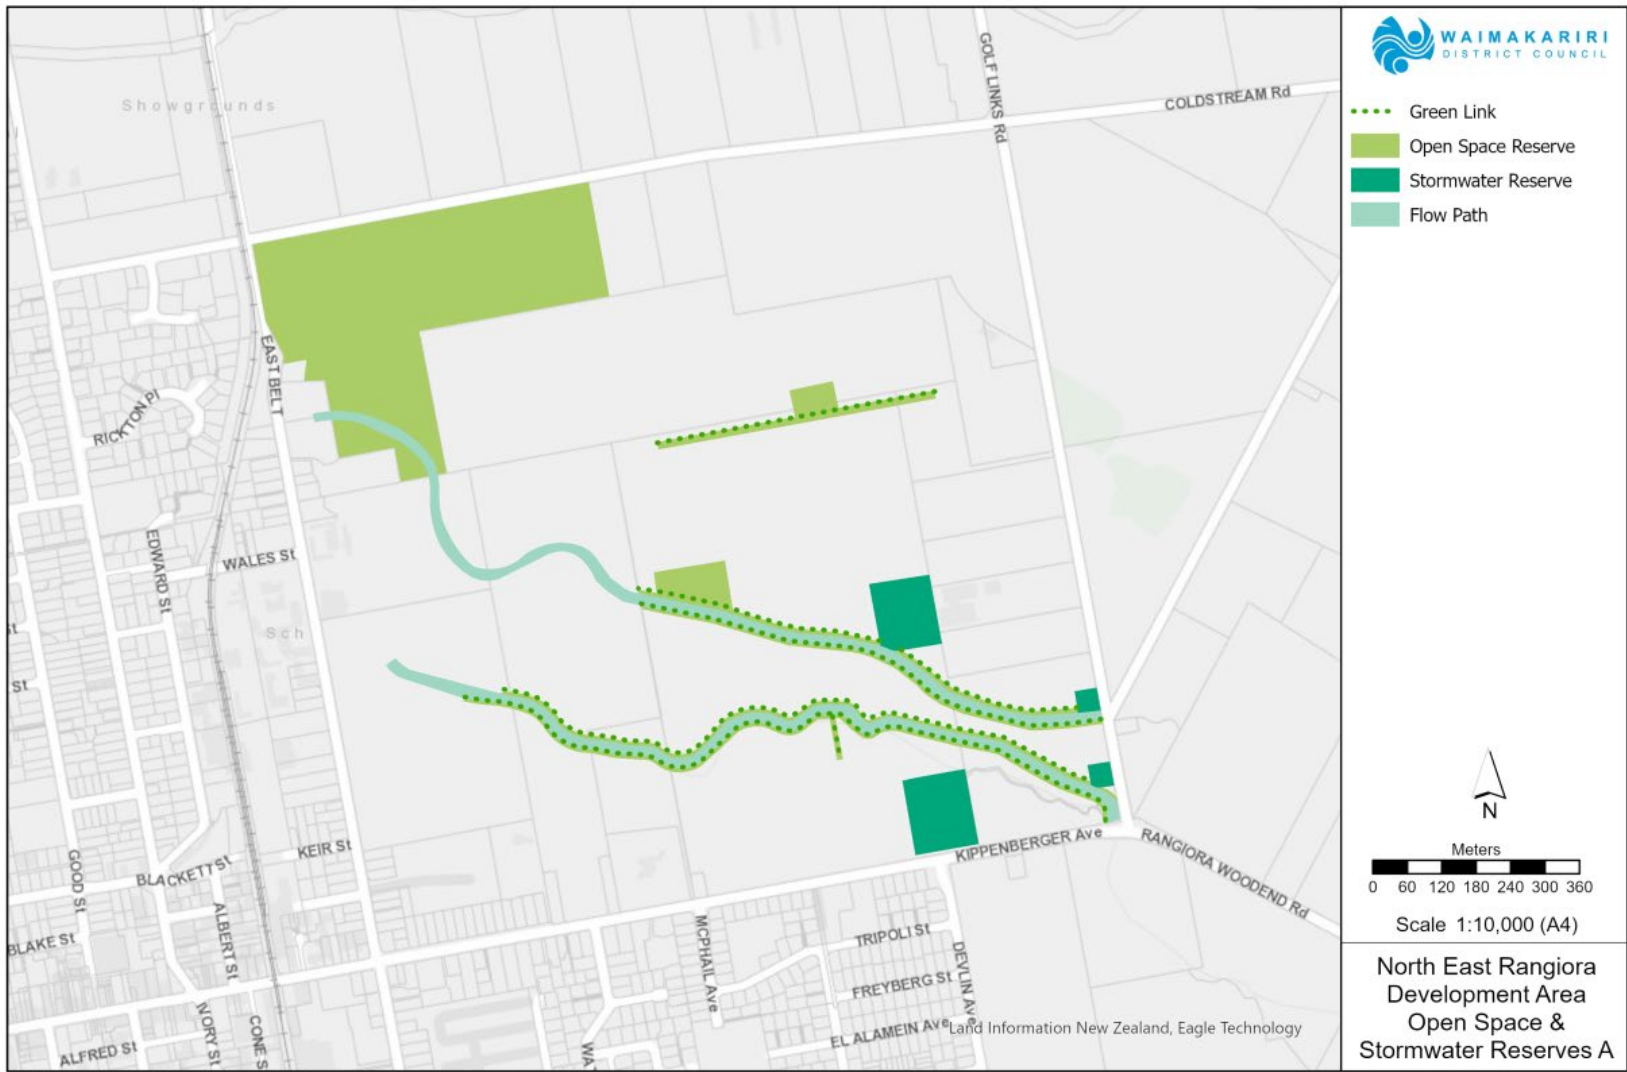 WAIMAKARIRI
DISTRICT COUNCIL
Green Link
Open Space Reserve
Stormwater Reserve
Flow Path
Showgrounds
GOLF LINKS Rd
COLDSTREAM Rd
EAST BELT
RICKTON Pl
EDWARD St
WALES St
Sch
St
St
KEIR St
BLACKETT St
GOOD St
ALBERT St
BLAKE St
IVORY St
CONE S
ALFRED St
KIPPENBERGER Ave
RANGIORA WOODEND Rd
MCPHAIL Ave
TRIPOLI St
DEVLIN Ave
FREYBERG St
EL ALAMEIN Ave
WA
Land Information New Zealand, Eagle Technology
N
Meters
0 60 120 180 240 300 360
Scale 1:10,000 (A4)
North East Rangiora
Development Area
Open Space &
Stormwater Reserves A